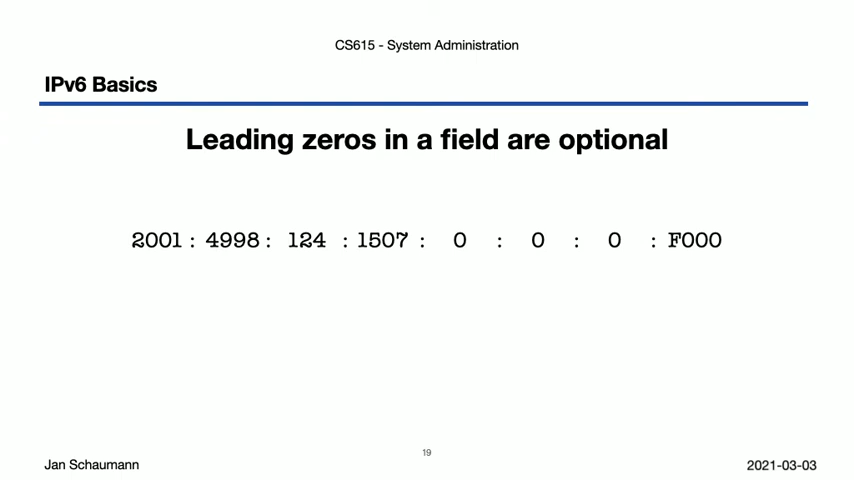 CS615 - System Administration
IPv6 Basics
Leading zeros in a field are optional
2001 : 4998 : 124 : 1507 : 0 : 0 : 0 : F000
19
Jan Schaumann
2021-03-03